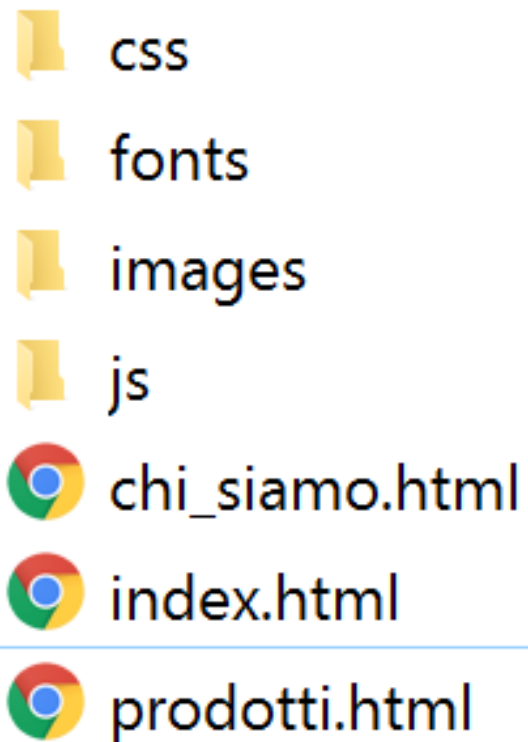 css
fonts
images
js
chi_siamo.html
index.html
prodotti.html